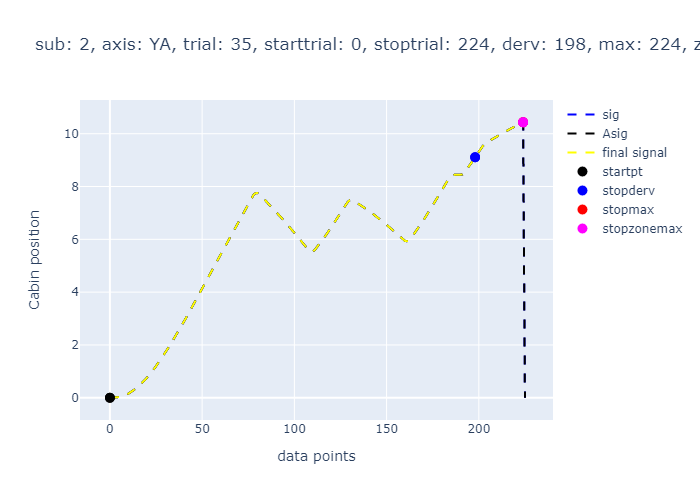 sub: 2, axis: YA, trial: 35, starttrial: 0, stoptrial: 224, derv: 198, max: 224, z
sig
Asig
final signal
startpt
stopderv
stopmax
stopzonemax
Cabin position
10
8
6
4
2
0
0 50 100 150 200
data points